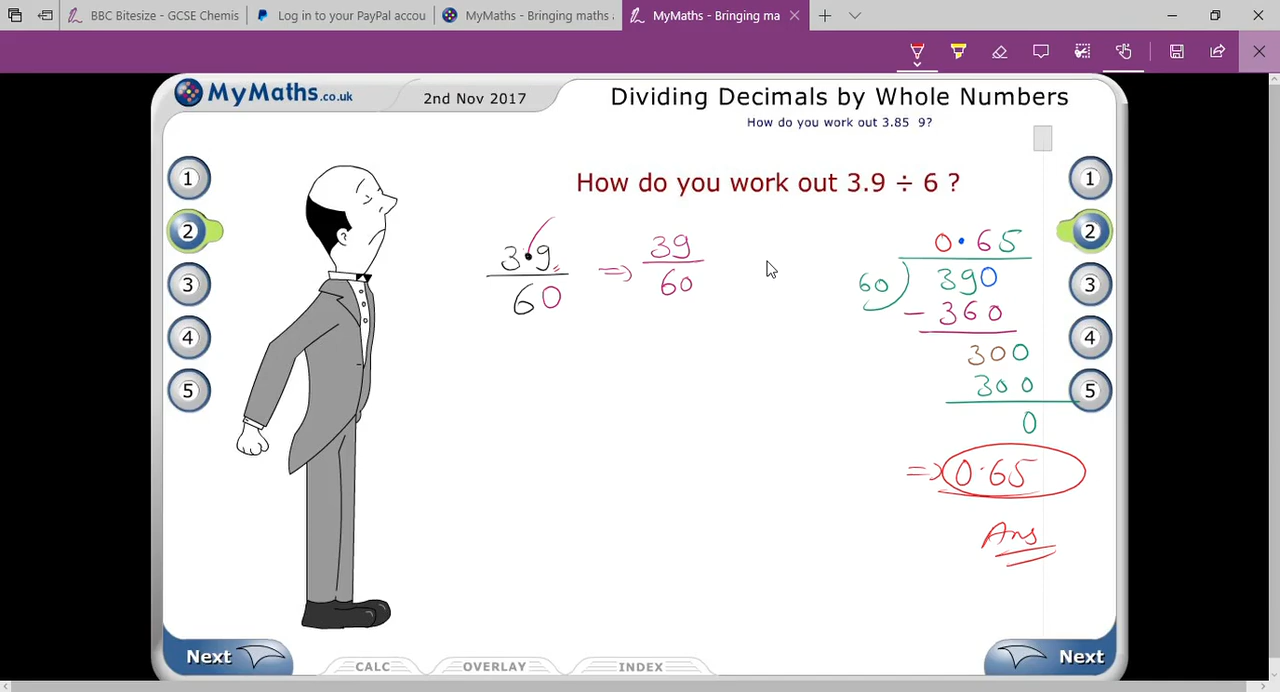 BBC Bitesize - GCSE Chemis
Log in to your PayPal accou
MyMaths - Bringing maths
MyMaths - Bringing ma
MyMaths.co.uk
2nd Nov 2017
Dividing Decimals by Whole Numbers
How do you work out 3.85 9?
How do you work out 3.9 ÷ 6 ?
1
2
3
4
5
3.9
60
=> 39
60
0.65
60 ) 390
- 360
300
300
0
=> 0.65
Ans
1
2
3
4
5
Next
CALC
OVERLAY
INDEX
Next